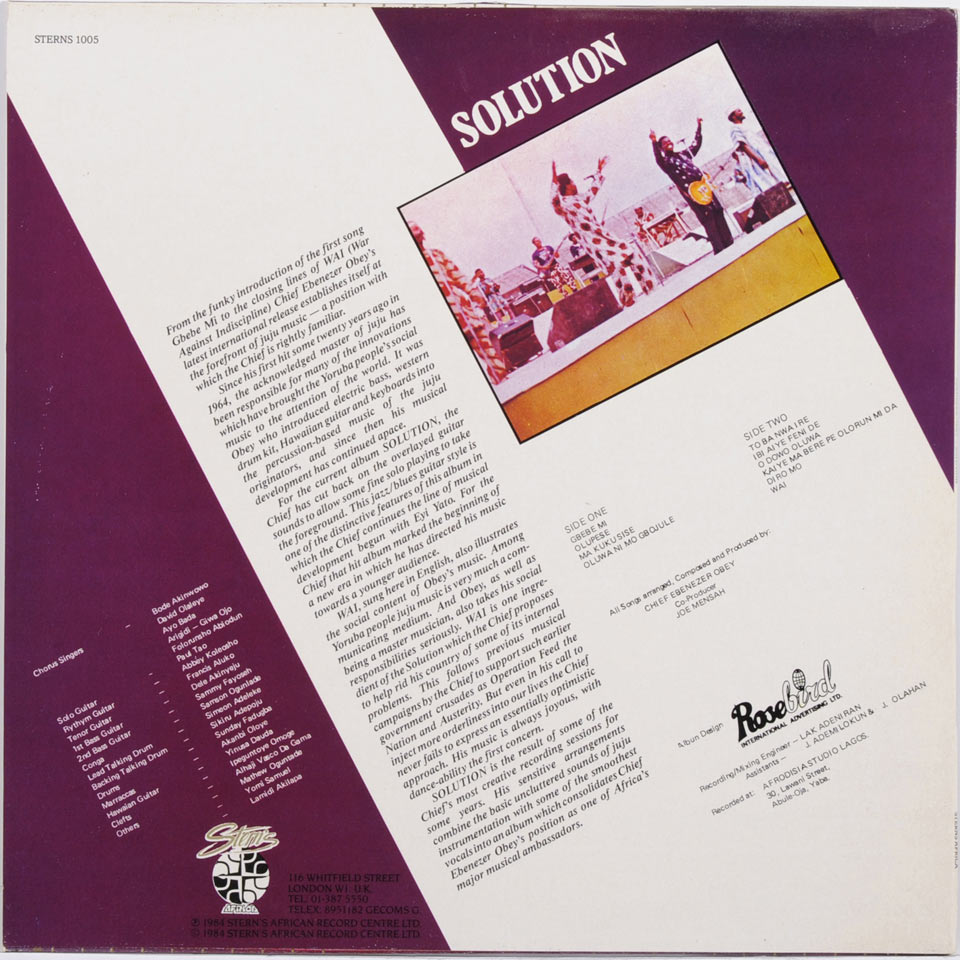 STERNS 1005
SOLUTION
From the funky introduction of the first song
Gbebe Mi to the closing lines of WAI (War
Against Indiscipline) Chief Ebenezer Obey's
latest international release establishes itself at
the forefront of juju music — a position with
which the Chief is rightly familiar.
Since his first hit some twenty years ago in
1964, the acknowledged master of juju has
been responsible for many of the innovations
which have brought the Yoruba people's social
music to the attention of the world. It was
Obey who introduced electric bass, western
drum kit, Hawaiian guitar and keyboards into
the percussion-based music of the juju
originators, and since then his musical
development has continued apace.
For the current album SOLUTION, the
Chief has cut back on the overlayed guitar
sounds to allow some fine solo playing to take
the foreground. This jazz/blues guitar style is
one of the distinctive features of this album in
which the Chief continues the line of musical
development begun with Eyi Yato. For the
Chief that hit album marked the beginning of
a new era in which he has directed his music
towards a younger audience.
WAI, sung here in English, also illustrates
the social content of Obey's music. Among
Yoruba people juju music is very much a com-
municating medium. And Obey, as well as
being a master musician, also takes his social
responsibilities seriously. WAI is one ingre-
dient of the Solution which the Chief proposes
to help rid his country of some of its internal
problems. This follows previous musical
campaigns by the Chief to support such earlier
government crusades as Operation Feed the
Nation and Austerity. But even in his call to
inject more orderliness into our lives the Chief
never fails to express an essentially optimistic
approach. His music is always joyous, with
dance-ability the first concern.
SOLUTION is the result of some of the
Chief's most creative recording sessions for
some years. His sensitive arrangements
combine the basic uncluttered sounds of juju
instrumentation with some of the smoothest
vocals into an album which consolidates Chief
Ebenezer Obey's position as one of Africa's
major musical ambassadors.
SIDE ONE
GBEBE MI
OLUPESE
MA KUKU SISE
OLUWA NI MO GBOJULE
SIDE TWO
TO BA NWA IRE
IBI AIYE FENI DE
O DOWO OLUWA
KAIYE MA BERE PE OLORUN MI DA
DI RO MO
WAI
All Songs arranged, Composed and Produced by:
CHIEF EBENEZER OBEY
Co-Producer
JOE MENSAH
Album Design
Rosebird
INTERNATIONAL ADVERTISING LTD.
Recording/Mixing Engineer — LAK ADENIRAN
Assistants — J. ADEMILOKUN & J. OLAHAN
Recorded at: AFRODISIA STUDIO LAGOS.
30, Lawani Street,
Abule-Oja, Yaba.
Chorus Singers
Bode Akinwowo
David Olaleye
Ayo Bada
Arigidi — Giwa Ojo
Folorunsho Abiodun
Solo Guitar
Rythym Guitar
Tenor Guitar
1st Bass Guitar
2nd Bass Guitar
Conga
Lead Talking Drum
Backing Talking Drum
Drums
Marraccas
Hawaiian Guitar
Clefts
Others
Paul Tao
Abbey Koleosho
Francis Aluko
Dele Akinyeju
Sammy Fayoseh
Samson Ogunlade
Simeon Adeleke
Sikiru Adepoju
Sunday Fadugba
Akanbi Oloye
Yinusa Dauda
Ipeguntoye Omoge
Alhaji Vasco Da Gama
Mathew Ogunlade
Yomi Samuel
Lamidi Akilapa
Stern's
AFRICA
116 WHITFIELD STREET
LONDON W1. U.K.
TEL: 01-387 5550
TELEX: 8951182 GECOMS G.
℗ 1984 STERN'S AFRICAN RECORD CENTRE LTD.
© 1984 STERN'S AFRICAN RECORD CENTRE LTD.